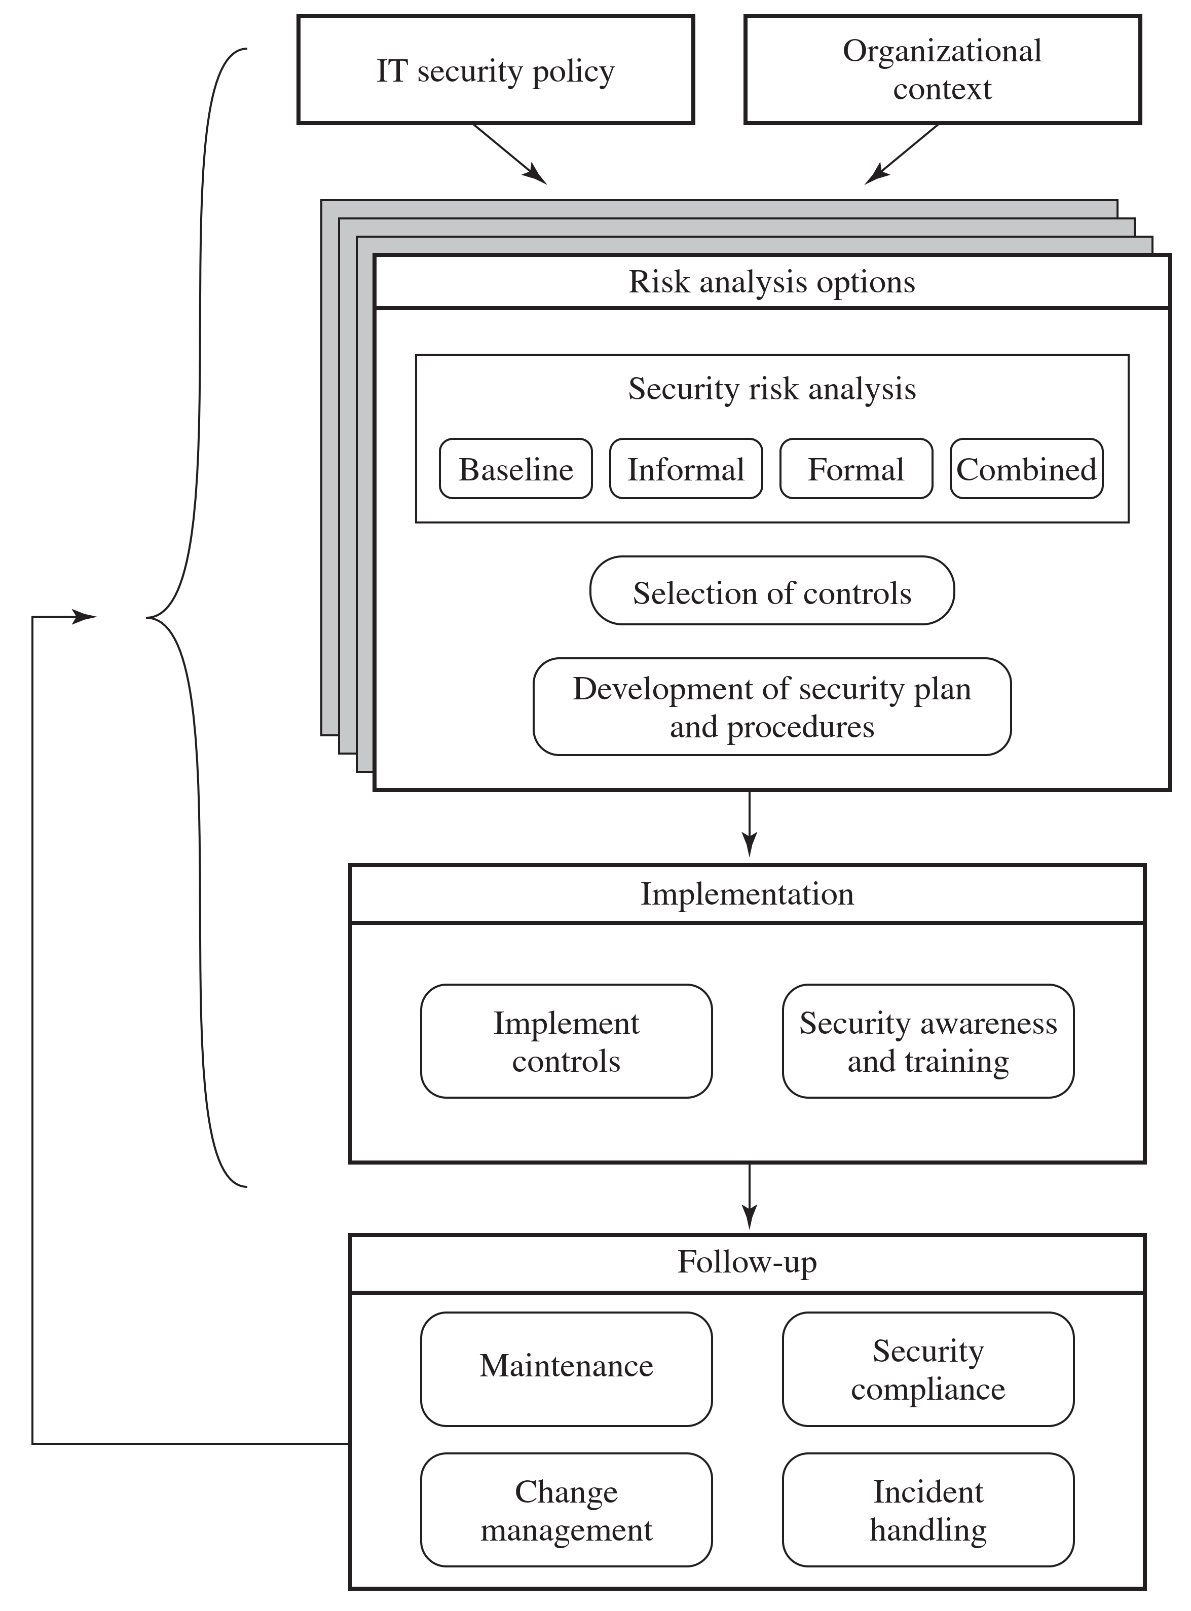 IT security policy
Organizational
context
Risk analysis options
Security risk analysis
Baseline
Informal
Formal
Combined
Selection of controls
Development of security plan
and procedures
Implementation
Implement
controls
Security awareness
and training
Follow-up
Maintenance
Security
compliance
Change
management
Incident
handling